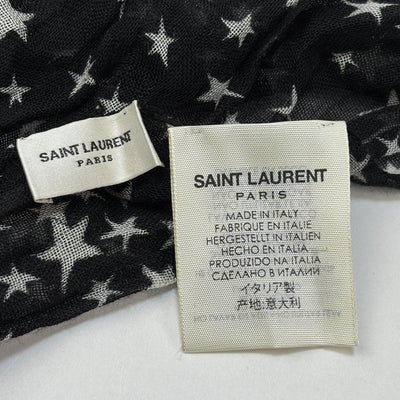 SAINT LAURENT
PARIS
SAINT LAURENT
PARIS
MADE IN ITALY
FABRIQUE EN ITALIE
HERGESTELLT IN ITALIEN
HECHO EN ITALIA
PRODUZIDO NA ITÁLIA
СДЕЛАНО В ИТАЛИИ
イタリア製
产地:意大利